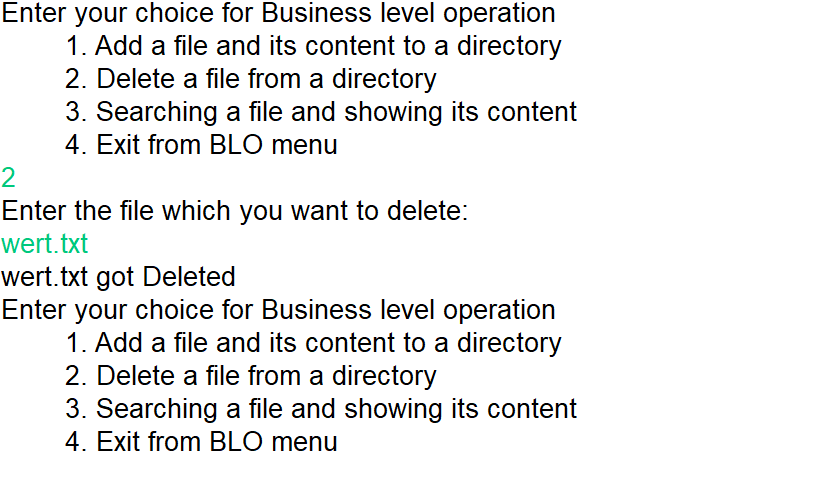 Enter your choice for Business level operation
1. Add a file and its content to a directory
2. Delete a file from a directory
3. Searching a file and showing its content
4. Exit from BLO menu
2
Enter the file which you want to delete:
wert.txt
wert.txt got Deleted
Enter your choice for Business level operation
1. Add a file and its content to a directory
2. Delete a file from a directory
3. Searching a file and showing its content
4. Exit from BLO menu